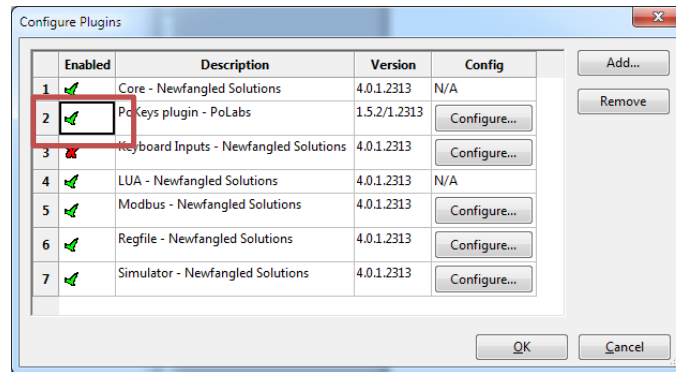 Configure Plugins
Enabled Description Version Config
1 Core - Newfangled Solutions 4.0.1.2313 N/A
2 PoKeys plugin - PoLabs 1.5.2/1.2313 Configure...
3 Keyboard Inputs - Newfangled Solutions 4.0.1.2313 Configure...
4 LUA - Newfangled Solutions 4.0.1.2313 N/A
5 Modbus - Newfangled Solutions 4.0.1.2313 Configure...
6 Regfile - Newfangled Solutions 4.0.1.2313 Configure...
7 Simulator - Newfangled Solutions 4.0.1.2313 Configure...
Add...
Remove
OK Cancel